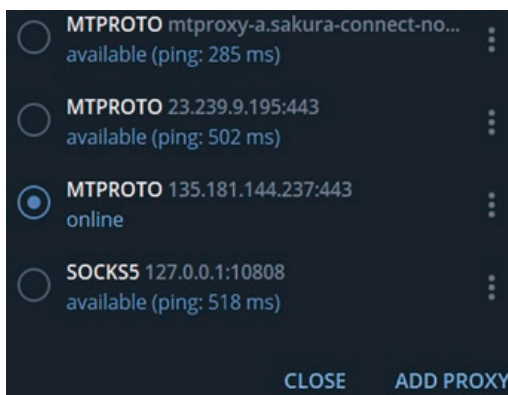 MTPROTO mtproxy-a.sakura-connect-no...
available (ping: 285 ms)
MTPROTO 23.239.9.195:443
available (ping: 502 ms)
MTPROTO 135.181.144.237:443
online
SOCKS5 127.0.0.1:10808
available (ping: 518 ms)
CLOSE ADD PROXY